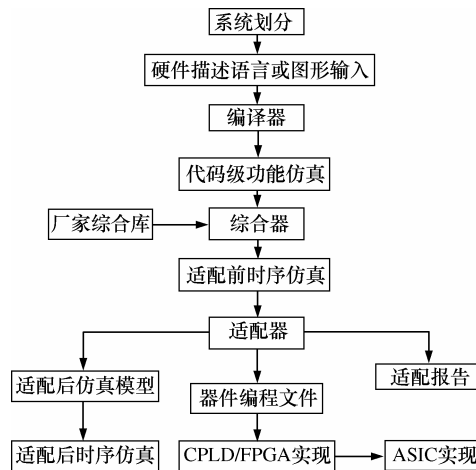 系统划分
硬件描述语言或图形输入
编译器
代码级功能仿真
厂家综合库
综合器
适配前时序仿真
适配器
适配后仿真模型
器件编程文件
适配报告
适配后时序仿真
CPLD/FPGA实现
ASIC实现